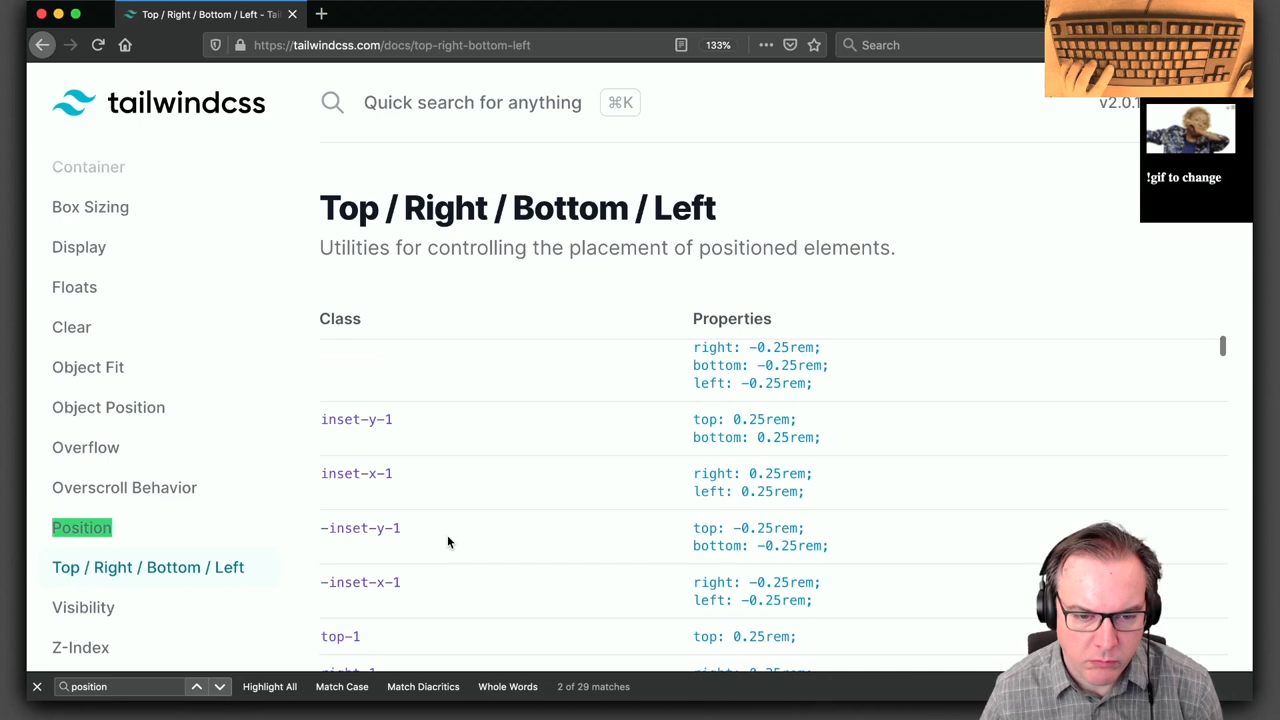 Top / Right / Bottom / Left - Tai
https://tailwindcss.com/docs/top-right-bottom-left
133%
Search
tailwindcss
Quick search for anything
⌘K
v2.0.1
!gif to change
Container
Box Sizing
Display
Floats
Clear
Object Fit
Object Position
Overflow
Overscroll Behavior
Position
Top / Right / Bottom / Left
Visibility
Z-Index
Top / Right / Bottom / Left
Utilities for controlling the placement of positioned elements.
Class Properties
right: -0.25rem;
bottom: -0.25rem;
left: -0.25rem;
inset-y-1 top: 0.25rem;
bottom: 0.25rem;
inset-x-1 right: 0.25rem;
left: 0.25rem;
-inset-y-1 top: -0.25rem;
bottom: -0.25rem;
-inset-x-1 right: -0.25rem;
left: -0.25rem;
top-1 top: 0.25rem;
position
Highlight All
Match Case
Match Diacritics
Whole Words
2 of 29 matches